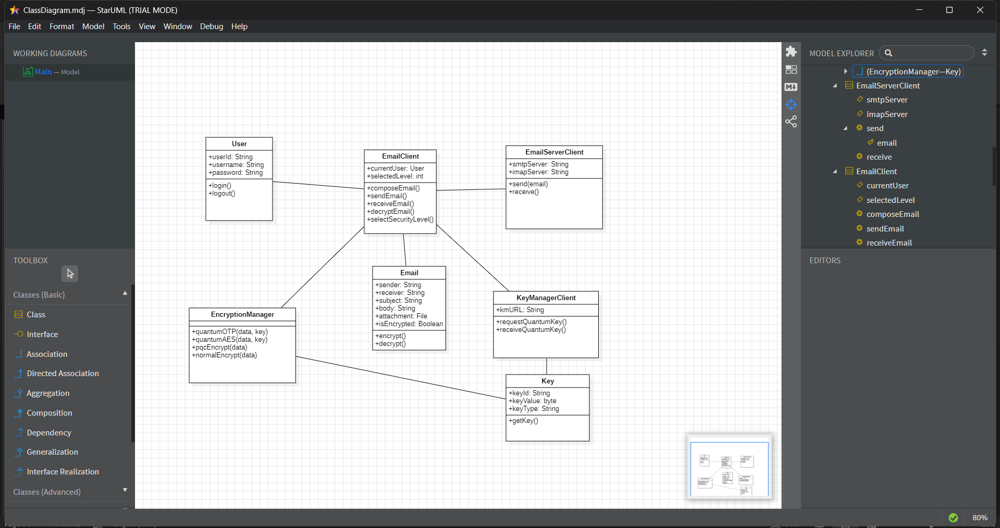 ClassDiagram.mdj — StarUML (TRIAL MODE)
File Edit Format Model Tools View Window Debug Help
WORKING DIAGRAMS
Main — Model
TOOLBOX
Classes (Basic)
Class
Interface
Association
Directed Association
Aggregation
Composition
Dependency
Generalization
Interface Realization
Classes (Advanced)
User
+userId: String
+username: String
+password: String
+login()
+logout()
EmailClient
+currentUser: User
+selectedLevel: int
+composeEmail()
+sendEmail()
+receiveEmail()
+decryptEmail()
+selectSecurityLevel()
EmailServerClient
+smtpServer: String
+imapServer: String
+send(email)
+receive()
EncryptionManager
+quantumOTP(data, key)
+quantumAES(data, key)
+pqcEncrypt(data)
+normalEncrypt(data)
Email
+sender: String
+receiver: String
+subject: String
+body: String
+attachment: File
+isEncrypted: Boolean
+encrypt()
+decrypt()
KeyManagerClient
+kmURL: String
+requestQuantumKey()
+receiveQuantumKey()
Key
+keyId: String
+keyValue: byte
+keyType: String
+getKey()
M
MODEL EXPLORER
(EncryptionManager—Key)
EmailServerClient
smtpServer
imapServer
send
email
receive
EmailClient
currentUser
selectedLevel
composeEmail
sendEmail
receiveEmail
EDITORS
80%